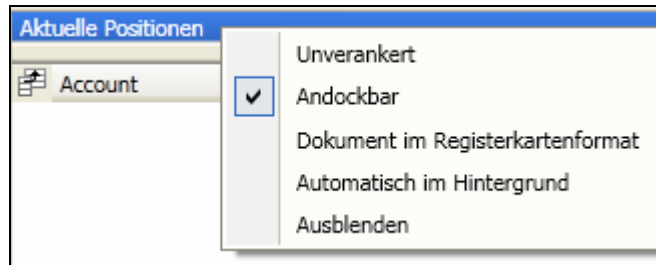 Aktuelle Positionen
Unverankert
Account
Andockbar
Dokument im Registerkartenformat
Automatisch im Hintergrund
Ausblenden